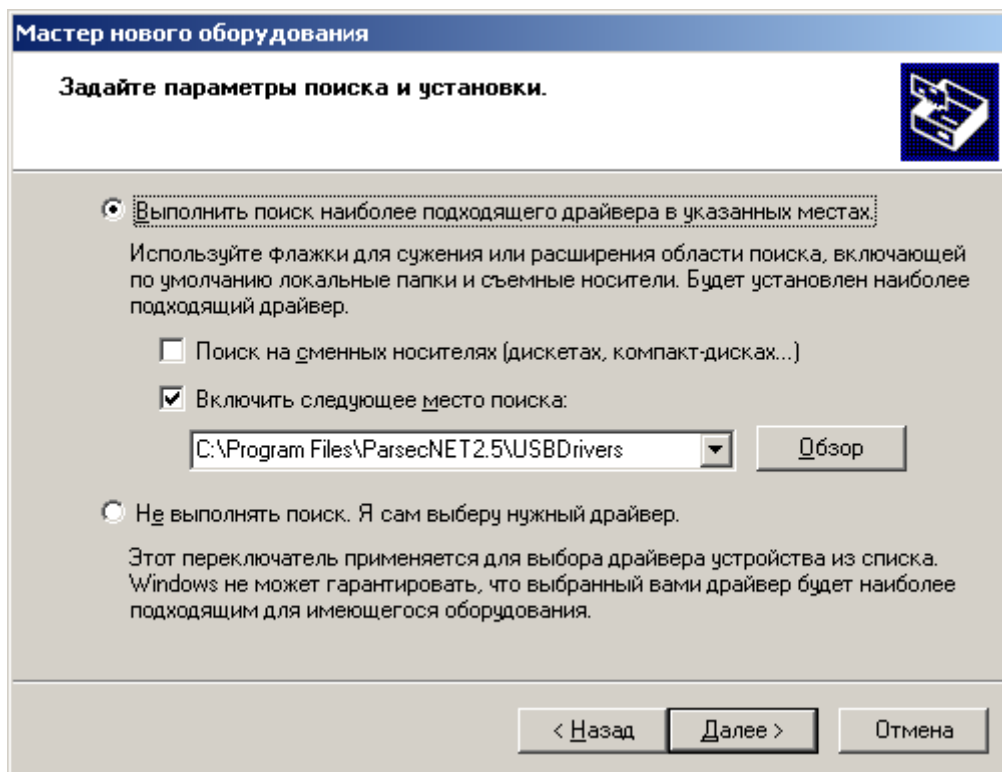 Мастер нового оборудования
Задайте параметры поиска и установки.
Выполнить поиск наиболее подходящего драйвера в указанных местах.
Используйте флажки для сужения или расширения области поиска, включающей
по умолчанию локальные папки и съемные носители. Будет установлен наиболее
подходящий драйвер.
Поиск на сменных носителях (дискетах, компакт-дисках...)
Включить следующее место поиска:
C:\Program Files\ParsecNET2.5\USBDrivers
Обзор
Не выполнять поиск. Я сам выберу нужный драйвер.
Этот переключатель применяется для выбора драйвера устройства из списка.
Windows не может гарантировать, что выбранный вами драйвер будет наиболее
подходящим для имеющегося оборудования.
< Назад Далее > Отмена